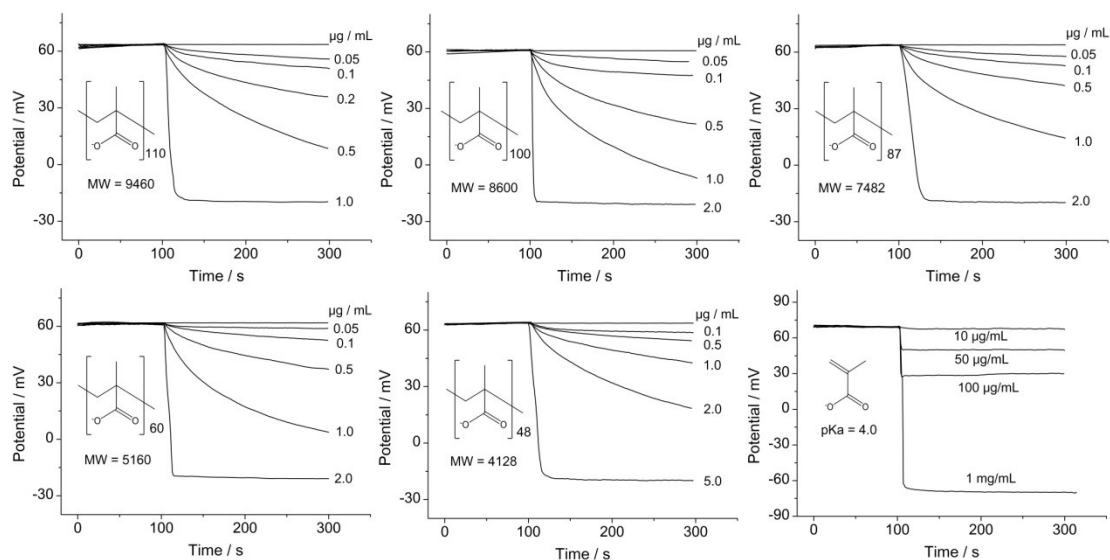 µg / mL
60
30
0
-30
Potential / mV
0.05
0.1
0.2
0.5
1.0
-O
O
110
MW = 9460
0
100
200
300
Time / s
µg / mL
60
30
0
-30
Potential / mV
0.05
0.1
0.5
1.0
2.0
-O
O
100
MW = 8600
0
100
200
300
Time / s
µg / mL
60
30
0
-30
Potential / mV
0.05
0.1
0.5
1.0
2.0
-O
O
87
MW = 7482
0
100
200
300
Time / s
µg / mL
60
30
0
-30
Potential / mV
0.05
0.1
0.5
1.0
2.0
-O
O
60
MW = 5160
0
100
200
300
Time / s
µg / mL
60
30
0
-30
Potential / mV
0.1
0.5
1.0
2.0
5.0
-O
O
48
MW = 4128
0
100
200
300
Time / s
90
60
30
0
-30
-60
-90
Potential / mV
10 µg/mL
50 µg/mL
100 µg/mL
1 mg/mL
-O
O
pKa = 4.0
0
100
200
300
Time / s